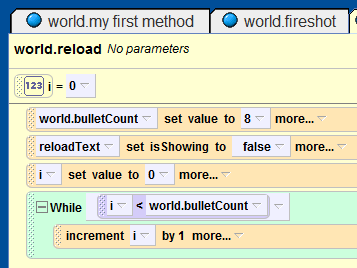 world.my first method world.fireshot
world.reload No parameters
123 i = 0
world.bulletCount set value to 8 more...
reloadText set isShowing to false more...
i set value to 0 more...
While i < world.bulletCount
increment i by 1 more...